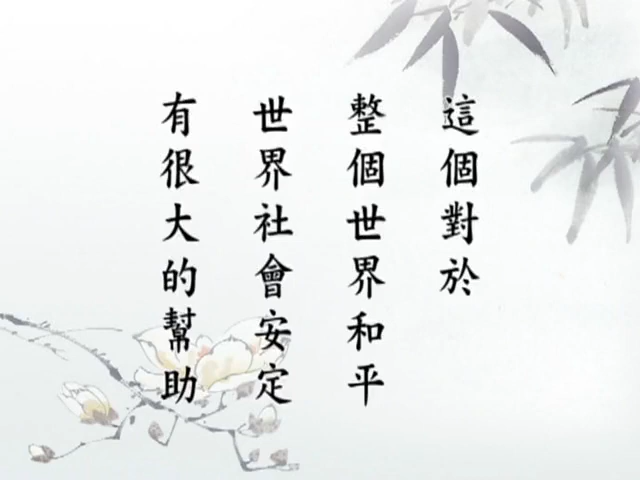 這個對於
整個世界和平
世界社會安定
有很大的幫助